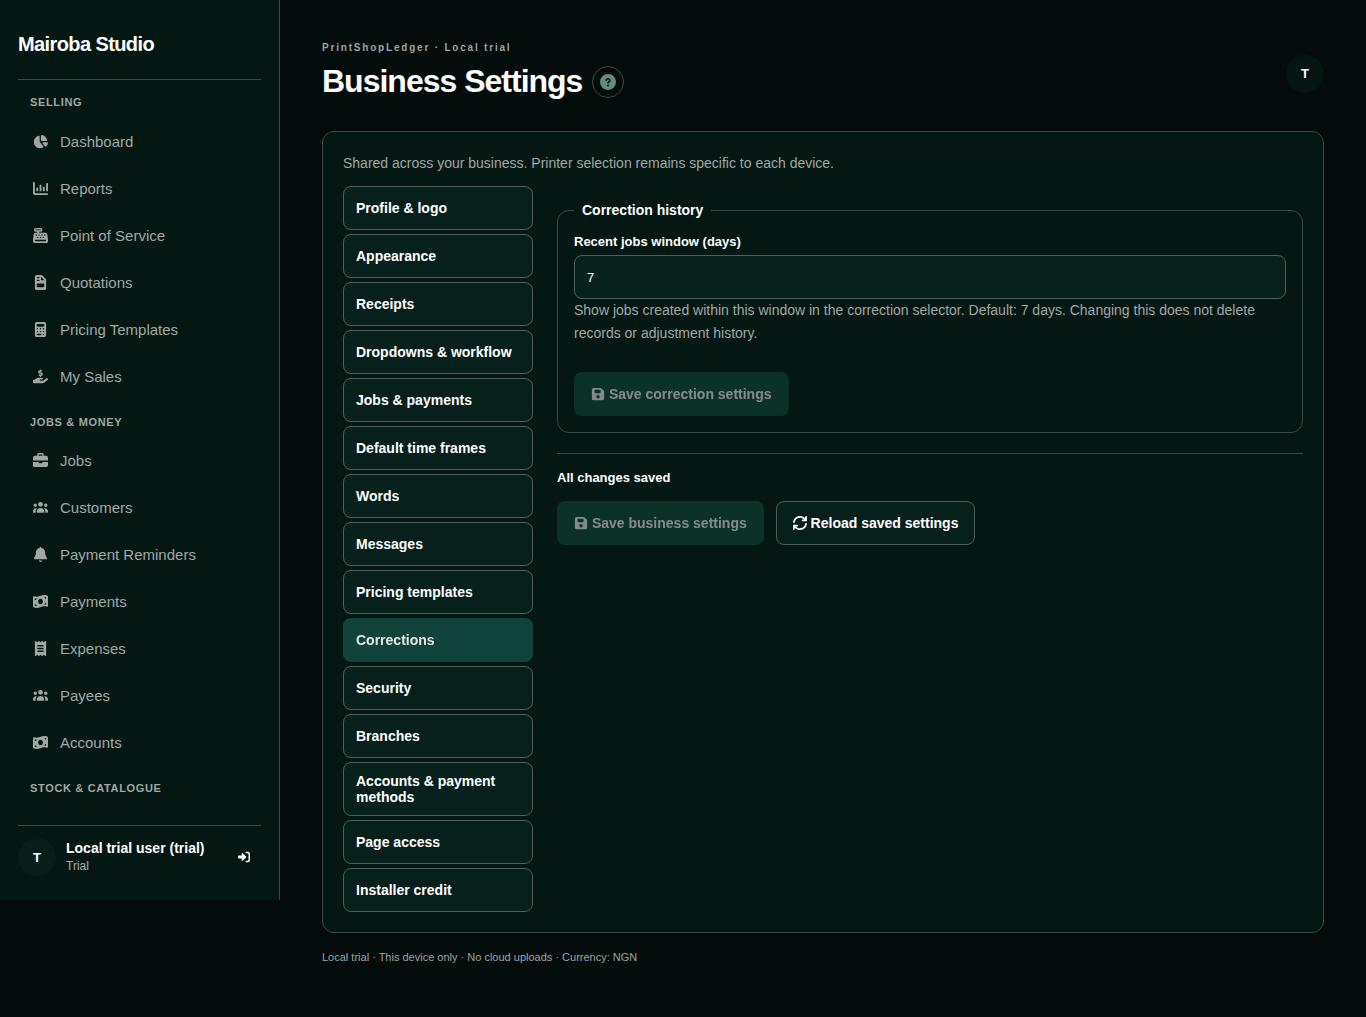 Mairoba Studio
SELLING
Dashboard
Reports
Point of Service
Quotations
Pricing Templates
My Sales
JOBS & MONEY
Jobs
Customers
Payment Reminders
Payments
Expenses
Payees
Accounts
STOCK & CATALOGUE
T
Local trial user (trial)
Trial
PrintShopLedger · Local trial
Business Settings
?
T
Shared across your business. Printer selection remains specific to each device.
Profile & logo
Appearance
Receipts
Dropdowns & workflow
Jobs & payments
Default time frames
Words
Messages
Pricing templates
Corrections
Security
Branches
Accounts & payment
methods
Page access
Installer credit
Correction history
Recent jobs window (days)
7
Show jobs created within this window in the correction selector. Default: 7 days. Changing this does not delete
records or adjustment history.
Save correction settings
All changes saved
Save business settings
Reload saved settings
Local trial · This device only · No cloud uploads · Currency: NGN